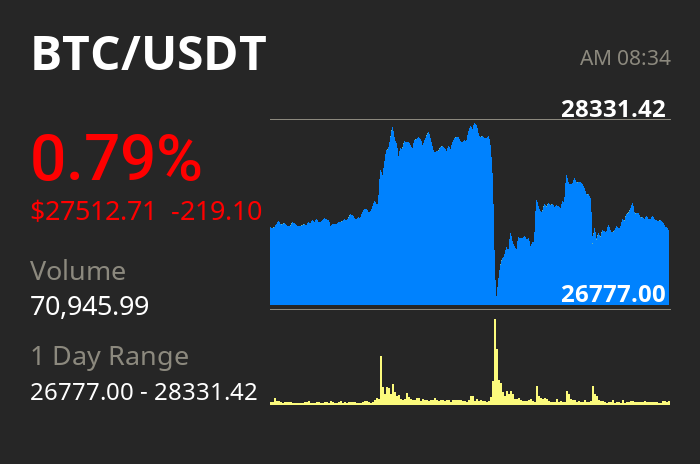 BTC/USDT
AM 08:34
28331.42
0.79%
$27512.71 -219.10
Volume
70,945.99
26777.00
1 Day Range
26777.00 - 28331.42